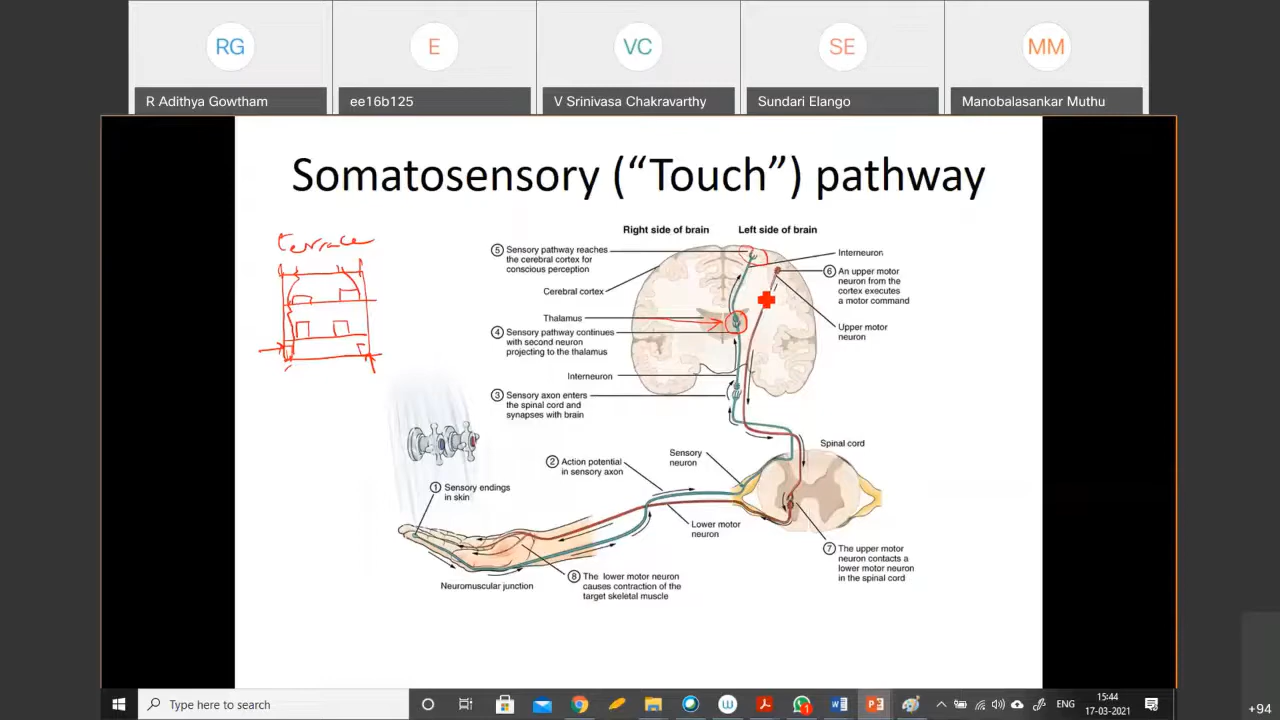 RG
E
VC
SE
MM
R Adithya Gowtham
ee16b125
V Srinivasa Chakravarthy
Sundari Elango
Manobalasankar Muthu
Somatosensory (“Touch”) pathway
terrace
Right side of brain
Left side of brain
5 Sensory pathway reaches
the cerebral cortex for
conscious perception
Cerebral cortex
Thalamus
4 Sensory pathway continues
with second neuron
projecting to the thalamus
Interneuron
3 Sensory axon enters
the spinal cord and
synapses with brain
Interneuron
6 An upper motor
neuron from the
cortex executes
a motor command
Upper motor
neuron
2 Action potential
in sensory axon
Sensory
neuron
Spinal cord
1 Sensory endings
in skin
Lower motor
neuron
7 The upper motor
neuron contacts a
lower motor neuron
in the spinal cord
Neuromuscular junction
8 The lower motor neuron
causes contraction of the
target skeletal muscle
Type here to search
ENG
15:44
17-03-2021
+94